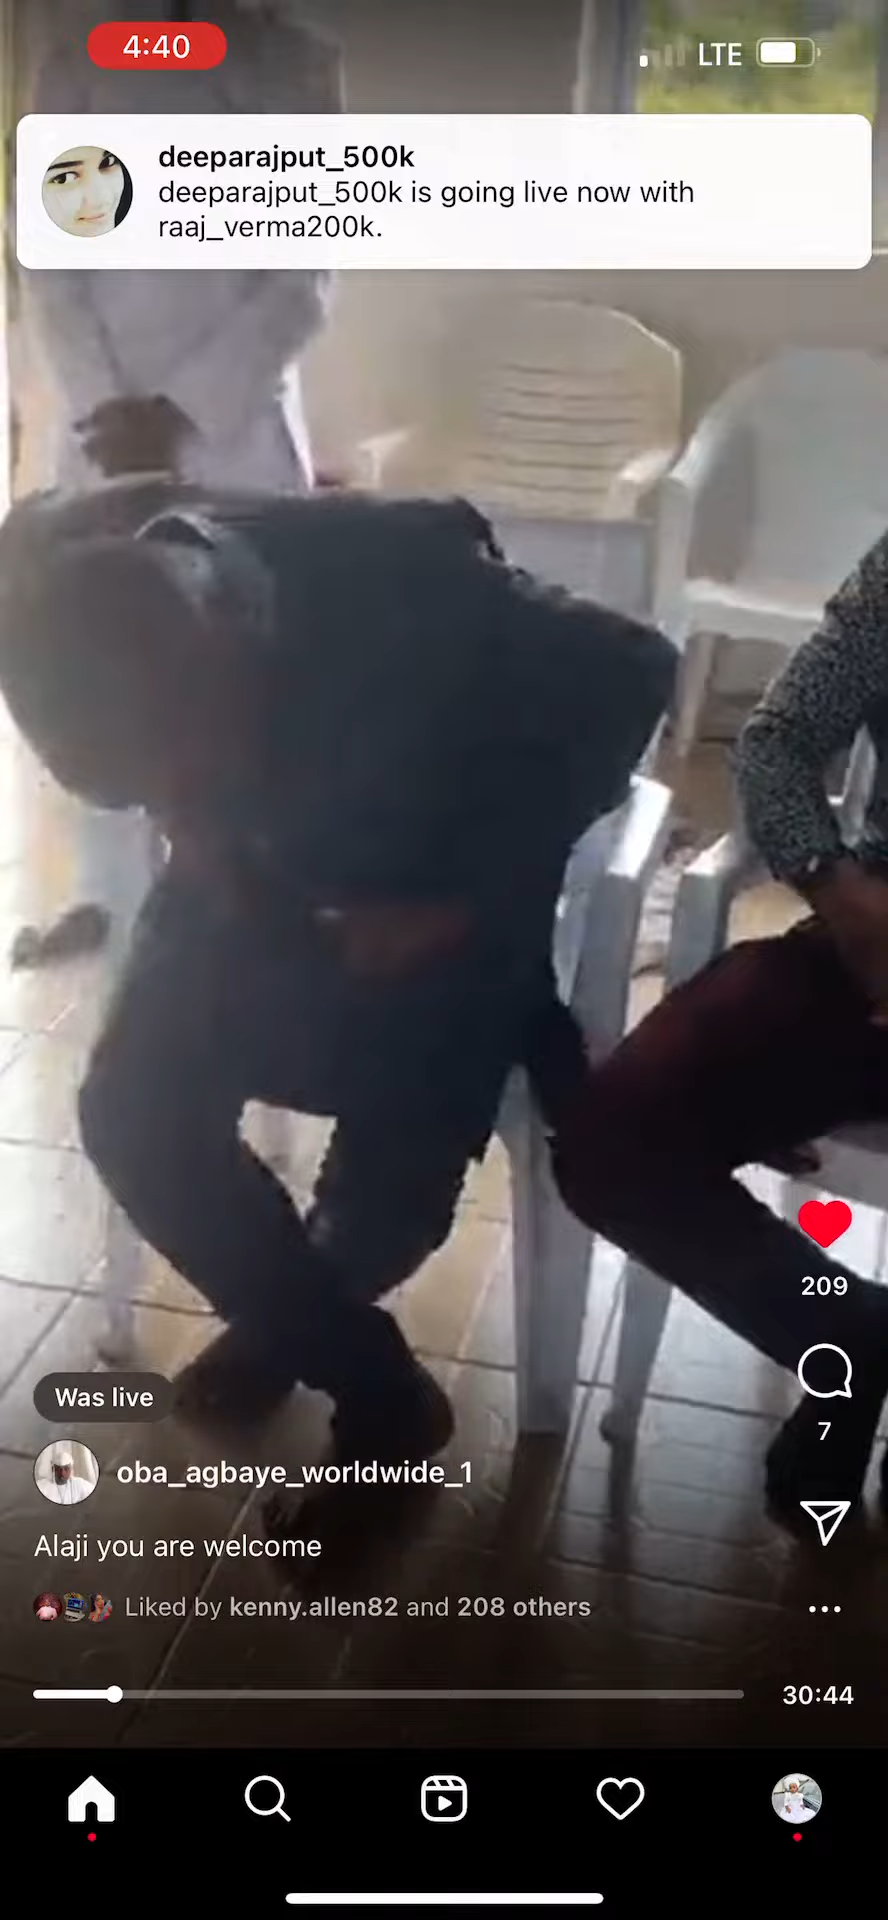 4:40
LTE
deeparajput_500k
deeparajput_500k is going live now with
raaj_verma200k.
209
7
Was live
oba_agbaye_worldwide_1
Alaji you are welcome
Liked by kenny.allen82 and 208 others
30:44